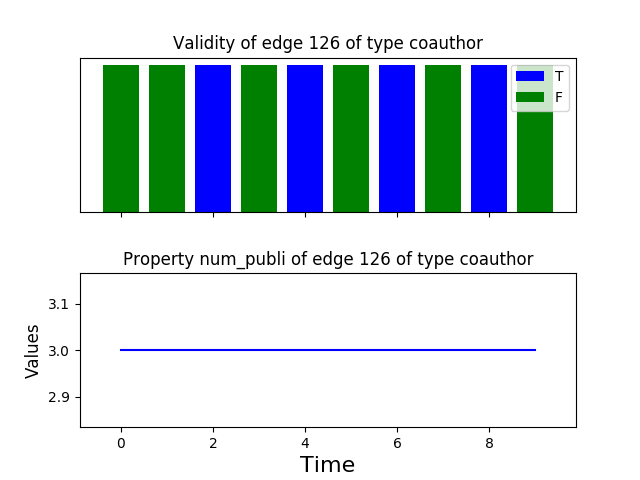 Validity of edge 126 of type coauthor
T
F
Property num_publi of edge 126 of type coauthor
3.1
3.0
2.9
Values
0 2 4 6 8
Time